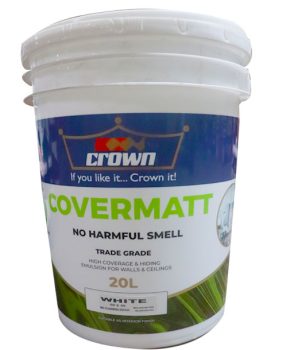 CROWN
If you like it... Crown it!
COVERMATT
NO HARMFUL SMELL
TRADE GRADE
HIGH COVERAGE & HIDING
EMULSION FOR WALLS & CEILINGS
20L
WHITE